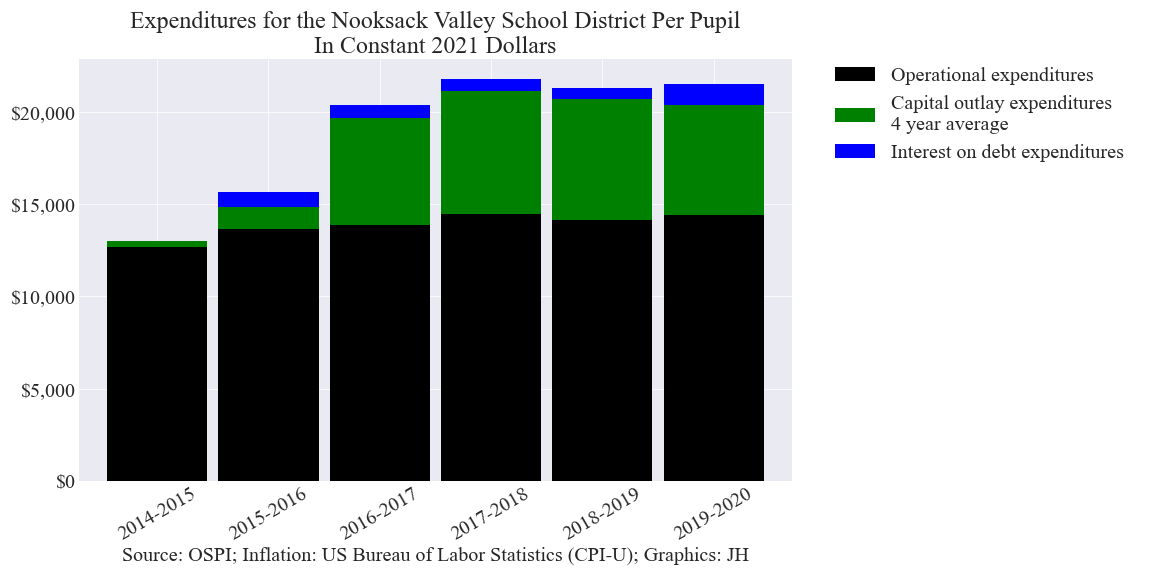 Expenditures for the Nooksack Valley School District Per Pupil
In Constant 2021 Dollars
Operational expenditures
Capital outlay expenditures
4 year average
Interest on debt expenditures
$20,000
$15,000
$10,000
$5,000
$0
2014-2015
2015-2016
2016-2017
2017-2018
2018-2019
2019-2020
Source: OSPI; Inflation: US Bureau of Labor Statistics (CPI-U); Graphics: JH